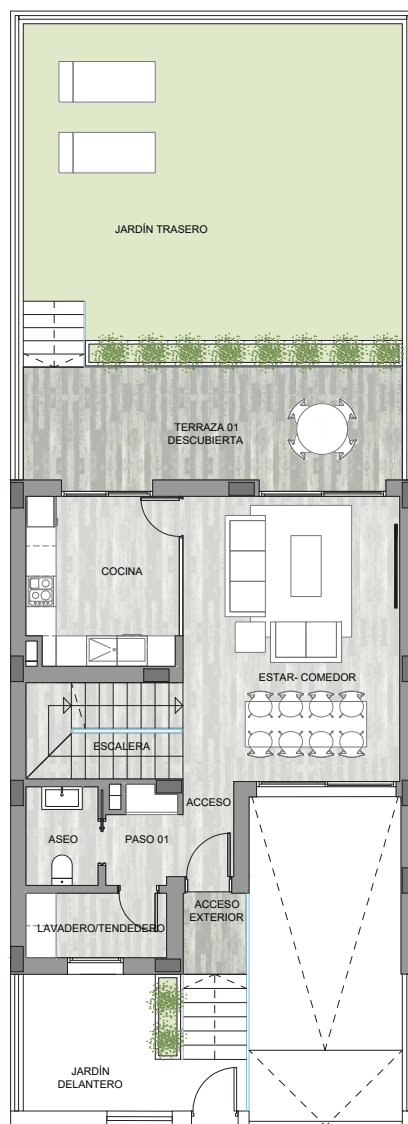 JARDÍN TRASERO
TERRAZA 01
DESCUBIERTA
COCINA
ESTAR- COMEDOR
ESCALERA
ACCESO
ASEO
PASO 01
ACCESO
EXTERIOR
LAVADERO/TENDEDERO
JARDÍN
DELANTERO